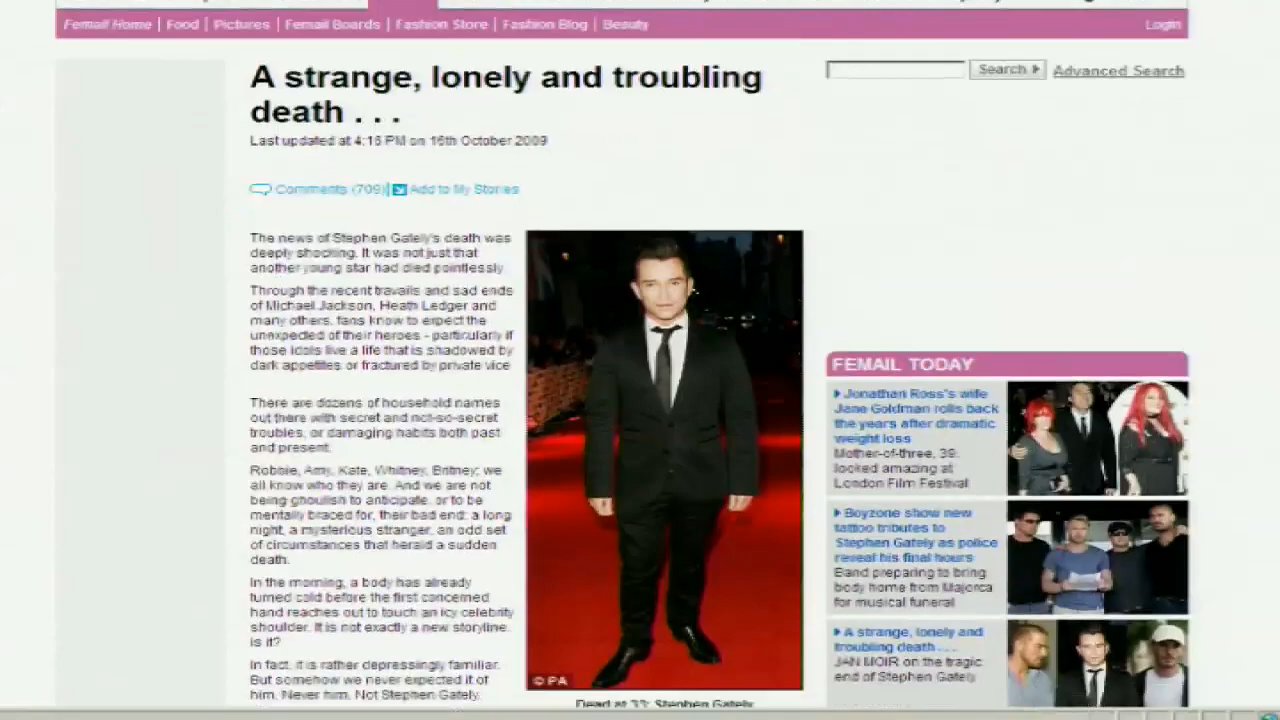 Femail Home | Food | Pictures | Femail Boards | Fashion Store | Fashion Blog | Beauty
Login
A strange, lonely and troubling
death . . .
Last updated at 4:15 PM on 16th October 2009
Search
Advanced Search
Comments (709) | Add to My Stories
The news of Stephen Gately's death was
deeply shocking. It was not just that
another young star had died pointlessly.
Through the recent travails and sad ends
of Michael Jackson, Heath Ledger and
many others, fans know to expect the
unexpected of their heroes - particularly if
those idols live a life that is shadowed by
dark appetites or fractured by private vice
There are dozens of household names
out there with secret and not-so-secret
troubles, or damaging habits both past
and present.
Robbie, Amy, Kate, Whitney, Britney; we
all know who they are. And we are not
being ghoulish to anticipate, or to be
mentally braced for, their bad end: a long
night, a mysterious stranger, an odd set
of circumstances that herald a sudden
death.
In the morning, a body has already
turned cold before the first concerned
hand reaches out to touch an icy celebrity
shoulder. It is not exactly a new storyline,
is it?
In fact, it is rather depressingly familiar.
But somehow we never expected it of
him. Never him. Not Stephen Gately.
© PA
Dead at 33: Stephen Gately
FEMAIL TODAY
Jonathan Ross's wife
Jane Goldman rolls back
the years after dramatic
weight loss
Mother-of-three, 39,
looked amazing at
London Film Festival
Boyzone show new
tattoo tributes to
Stephen Gately as police
reveal his final hours
Band preparing to bring
body home from Majorca
for musical funeral
A strange, lonely and
troubling death . . .
JAN MOIR on the tragic
end of Stephen Gately